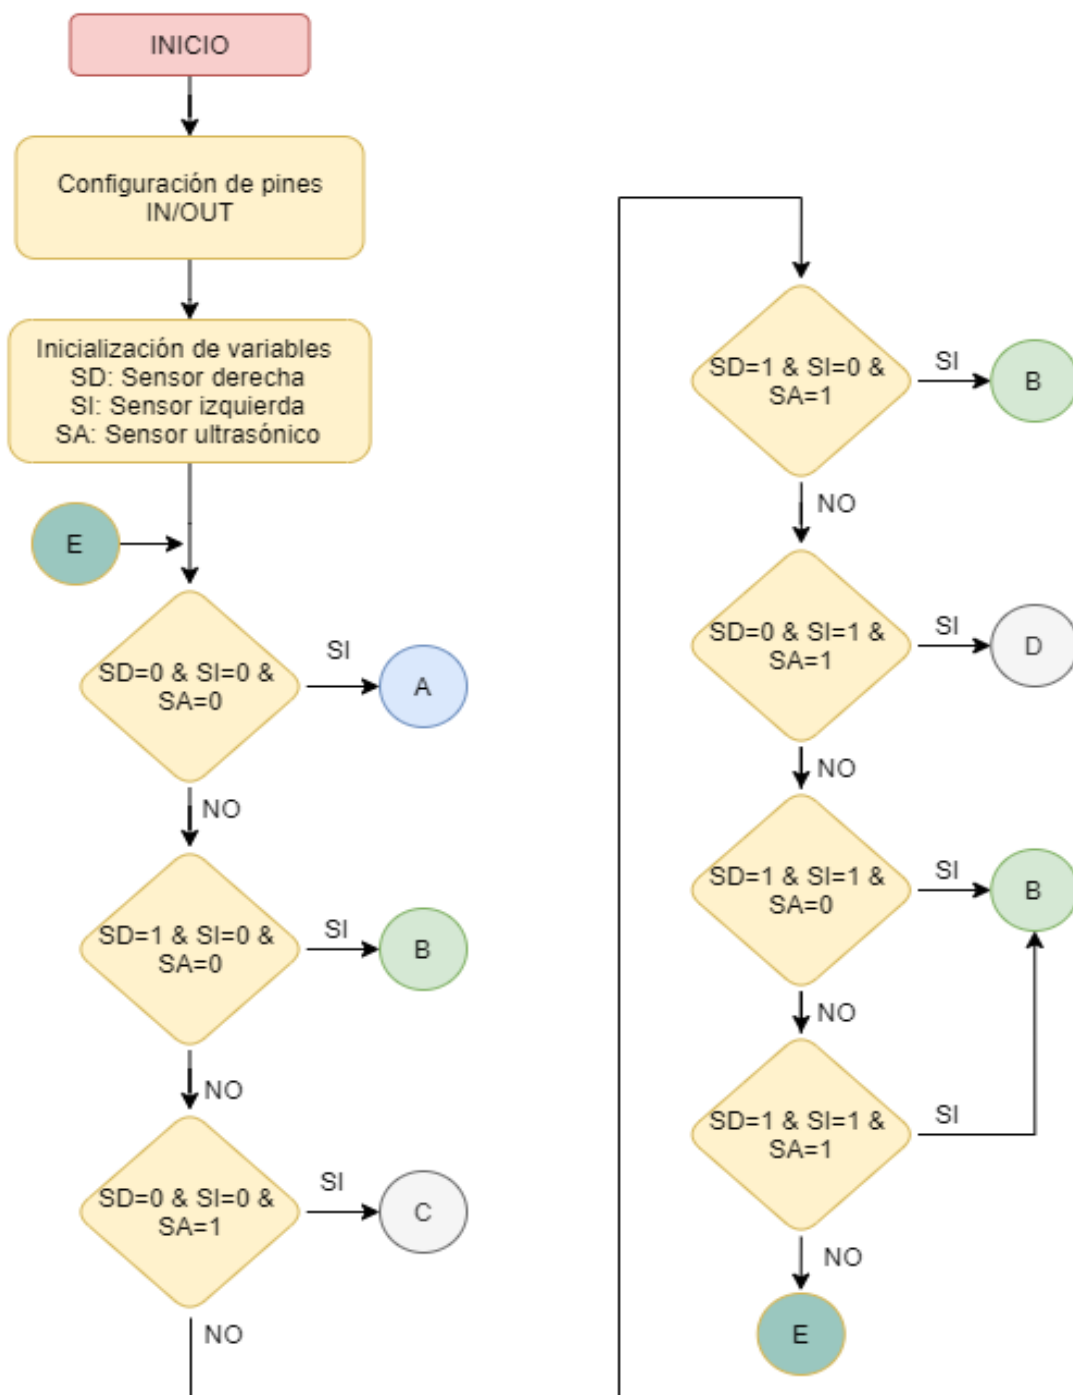 INICIO
Configuración de pines
IN/OUT
Inicialización de variables
SD: Sensor derecha
SI: Sensor izquierda
SA: Sensor ultrasónico
E
SD=0 & SI=0 &
SA=0
SI
A
NO
SD=1 & SI=0 &
SA=0
SI
B
NO
SD=0 & SI=0 &
SA=1
SI
C
NO
SD=1 & SI=0 &
SA=1
SI
B
NO
SD=0 & SI=1 &
SA=1
SI
D
NO
SD=1 & SI=1 &
SA=0
SI
B
NO
SD=1 & SI=1 &
SA=1
SI
NO
E